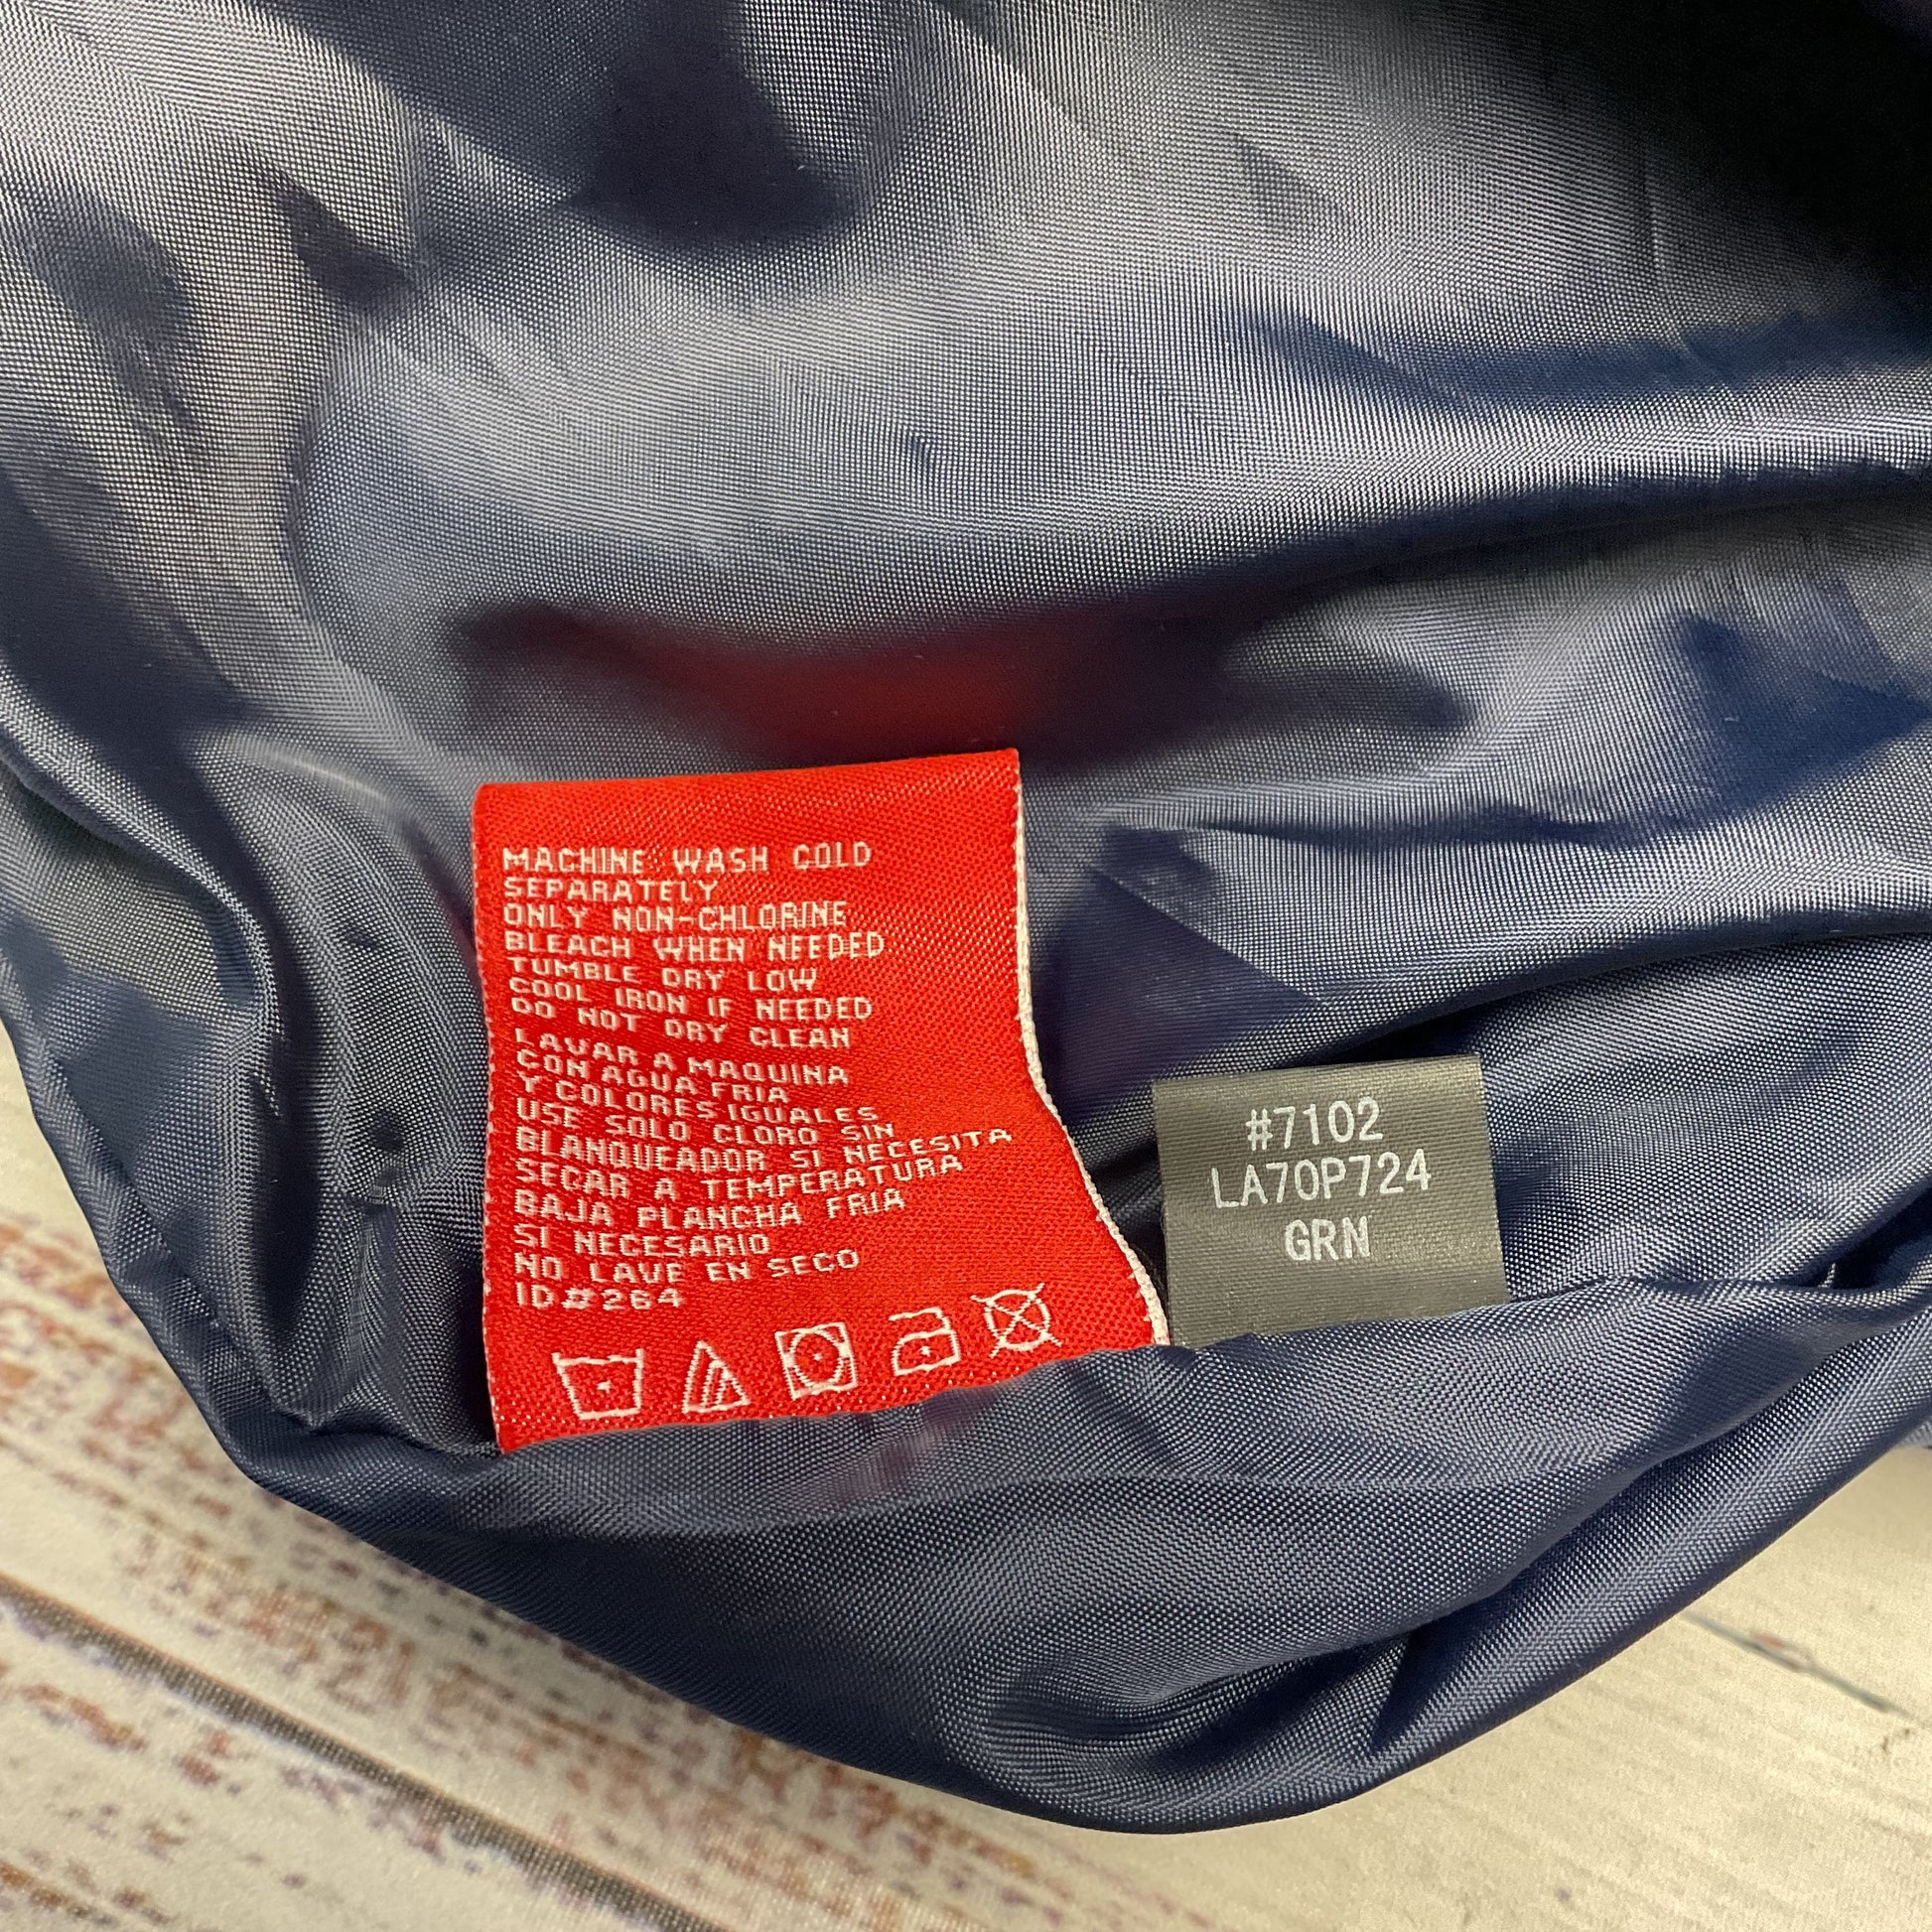 MACHINE WASH COLD
SEPARATELY
ONLY NON-CHLORINE
BLEACH WHEN NEEDED
TUMBLE DRY LOW
COOL IRON IF NEEDED
DO NOT DRY CLEAN
LAVAR A MAQUINA
CON AGUA FRIA
Y COLORES IGUALES
USE SOLO CLORO SIN
BLANQUEADOR SI NECESITA
SECAR A TEMPERATURA
BAJA PLANCHA FRIA
SI NECESARIO
NO LAVE EN SECO
ID#264
#7102
LA70P724
GRN